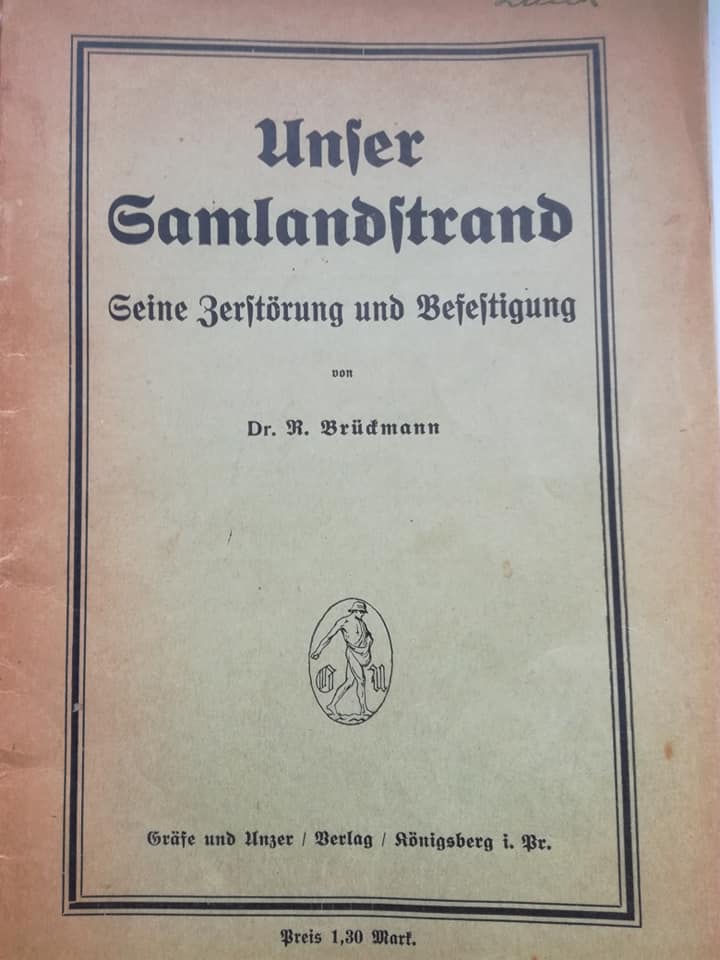 Unſer
Samlandſtrand
Seine Zerſtörung und Befeſtigung
von
Dr. R. Brückmann
G U
Gräfe und Unzer / Verlag / Königsberg i. Pr.
Preis 1,30 Mark.